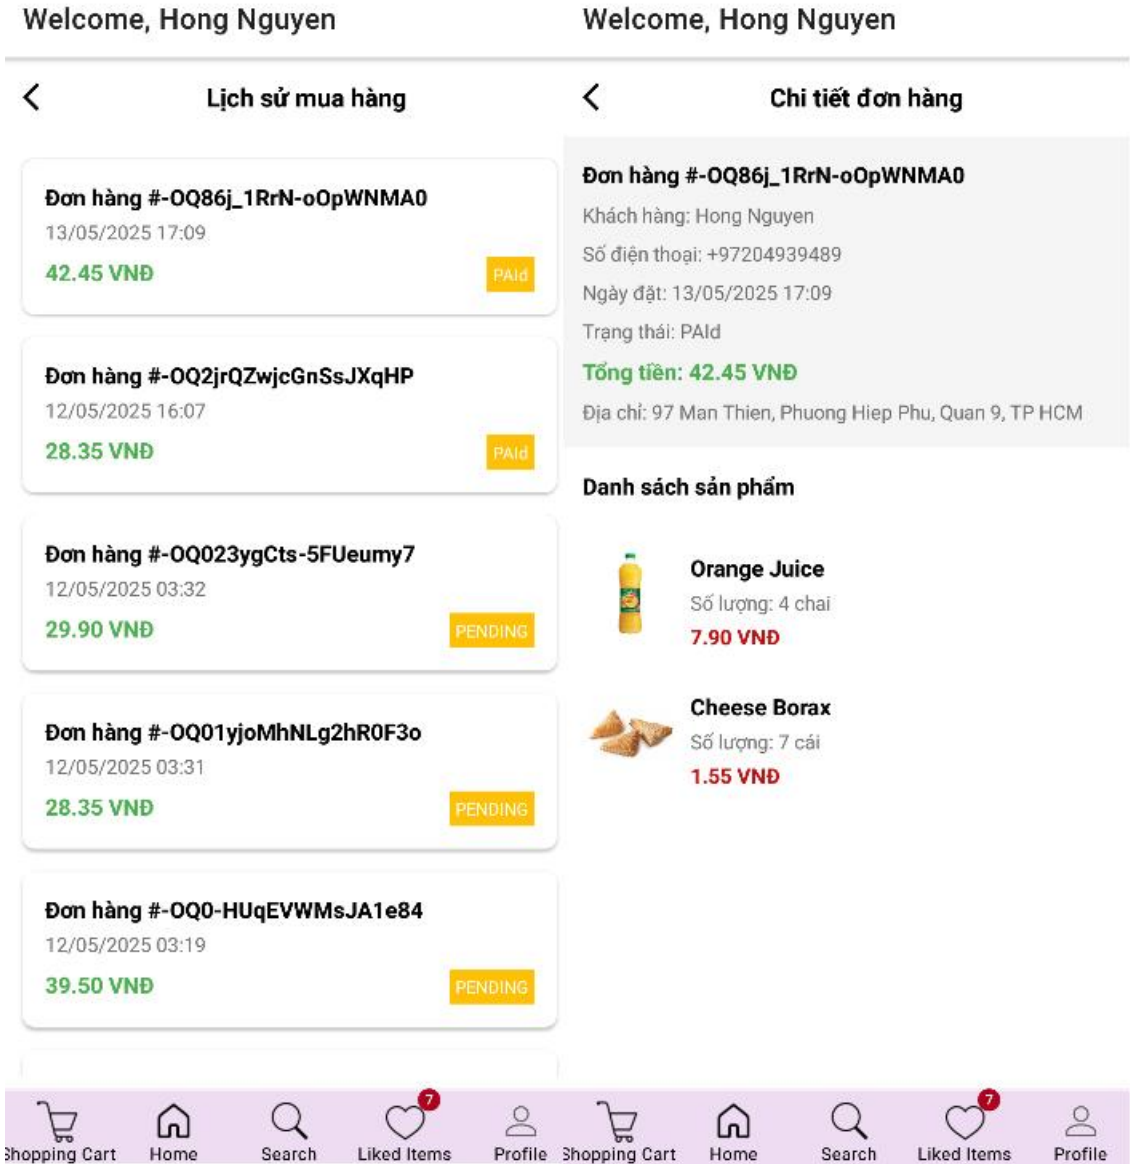 Welcome, Hong Nguyen
Lịch sử mua hàng
Đơn hàng #-OQ86j_1RrN-oOpWNMA0
13/05/2025 17:09
42.45 VNĐ
PAId
Đơn hàng #-OQ2jrQZwjcGnSsJXqHP
12/05/2025 16:07
28.35 VNĐ
PAId
Đơn hàng #-OQ023ygCts-5FUeumy7
12/05/2025 03:32
29.90 VNĐ
PENDING
Đơn hàng #-OQ01yjoMhNLg2hR0F3o
12/05/2025 03:31
28.35 VNĐ
PENDING
Đơn hàng #-OQ0-HUqEVWMsJA1e84
12/05/2025 03:19
39.50 VNĐ
PENDING
7
Shopping Cart
Home
Search
Liked Items
Profile
Welcome, Hong Nguyen
Chi tiết đơn hàng
Đơn hàng #-OQ86j_1RrN-oOpWNMA0
Khách hàng: Hong Nguyen
Số điện thoại: +97204939489
Ngày đặt: 13/05/2025 17:09
Trạng thái: PAId
Tổng tiền: 42.45 VNĐ
Địa chỉ: 97 Man Thien, Phuong Hiep Phu, Quan 9, TP HCM
Danh sách sản phẩm
Orange Juice
Số lượng: 4 chai
7.90 VNĐ
Cheese Borax
Số lượng: 7 cái
1.55 VNĐ
7
Shopping Cart
Home
Search
Liked Items
Profile